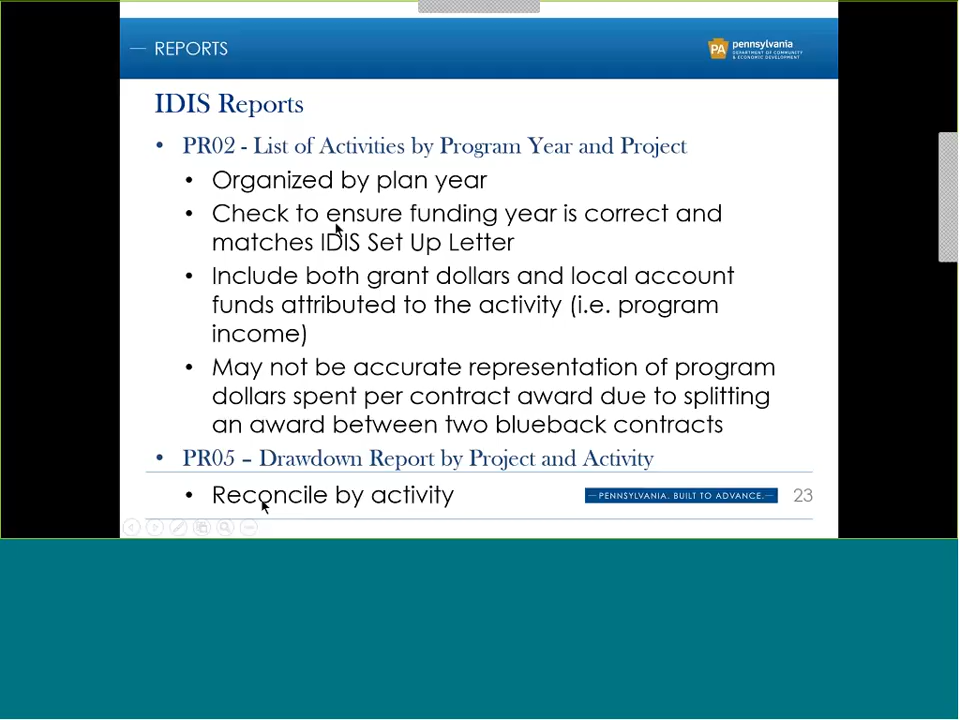 REPORTS
PA
pennsylvania
DEPARTMENT OF COMMUNITY
& ECONOMIC DEVELOPMENT
IDIS Reports
• PR02 - List of Activities by Program Year and Project
• Organized by plan year
• Check to ensure funding year is correct and
matches IDIS Set Up Letter
• Include both grant dollars and local account
funds attributed to the activity (i.e. program
income)
• May not be accurate representation of program
dollars spent per contract award due to splitting
an award between two blueback contracts
• PR05 – Drawdown Report by Project and Activity
• Reconcile by activity
PENNSYLVANIA. BUILT TO ADVANCE.
23